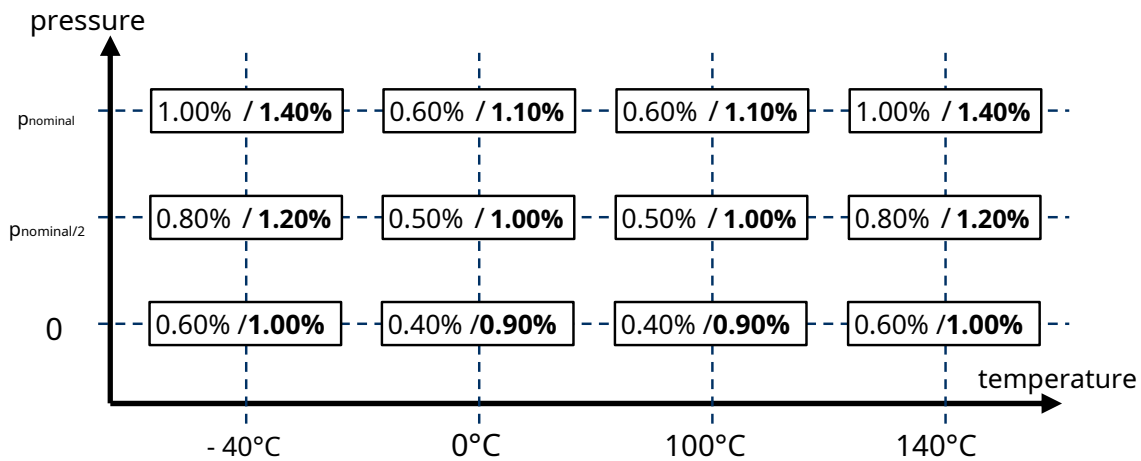 pressure
pnominal 1.00% / 1.40% 0.60% / 1.10% 0.60% / 1.10% 1.00% / 1.40%
pnominal/2 0.80% / 1.20% 0.50% / 1.00% 0.50% / 1.00% 0.80% / 1.20%
0 0.60% /1.00% 0.40% /0.90% 0.40% /0.90% 0.60% /1.00%
temperature
- 40°C 0°C 100°C 140°C